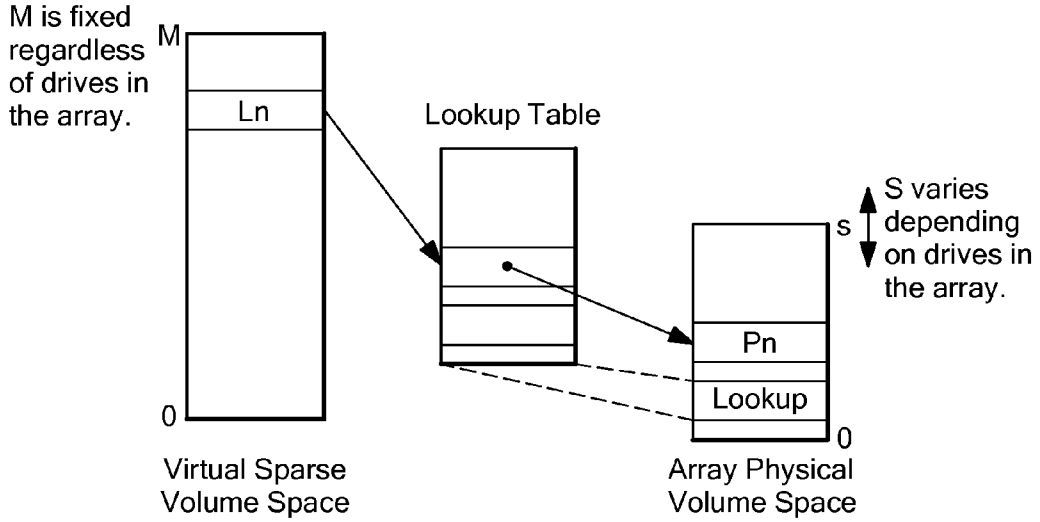 M is fixed
regardless
of drives in
the array.
M
Ln
0
Virtual Sparse
Volume Space
Lookup Table
S varies
depending
on drives in
the array.
s
Pn
Lookup
0
Array Physical
Volume Space